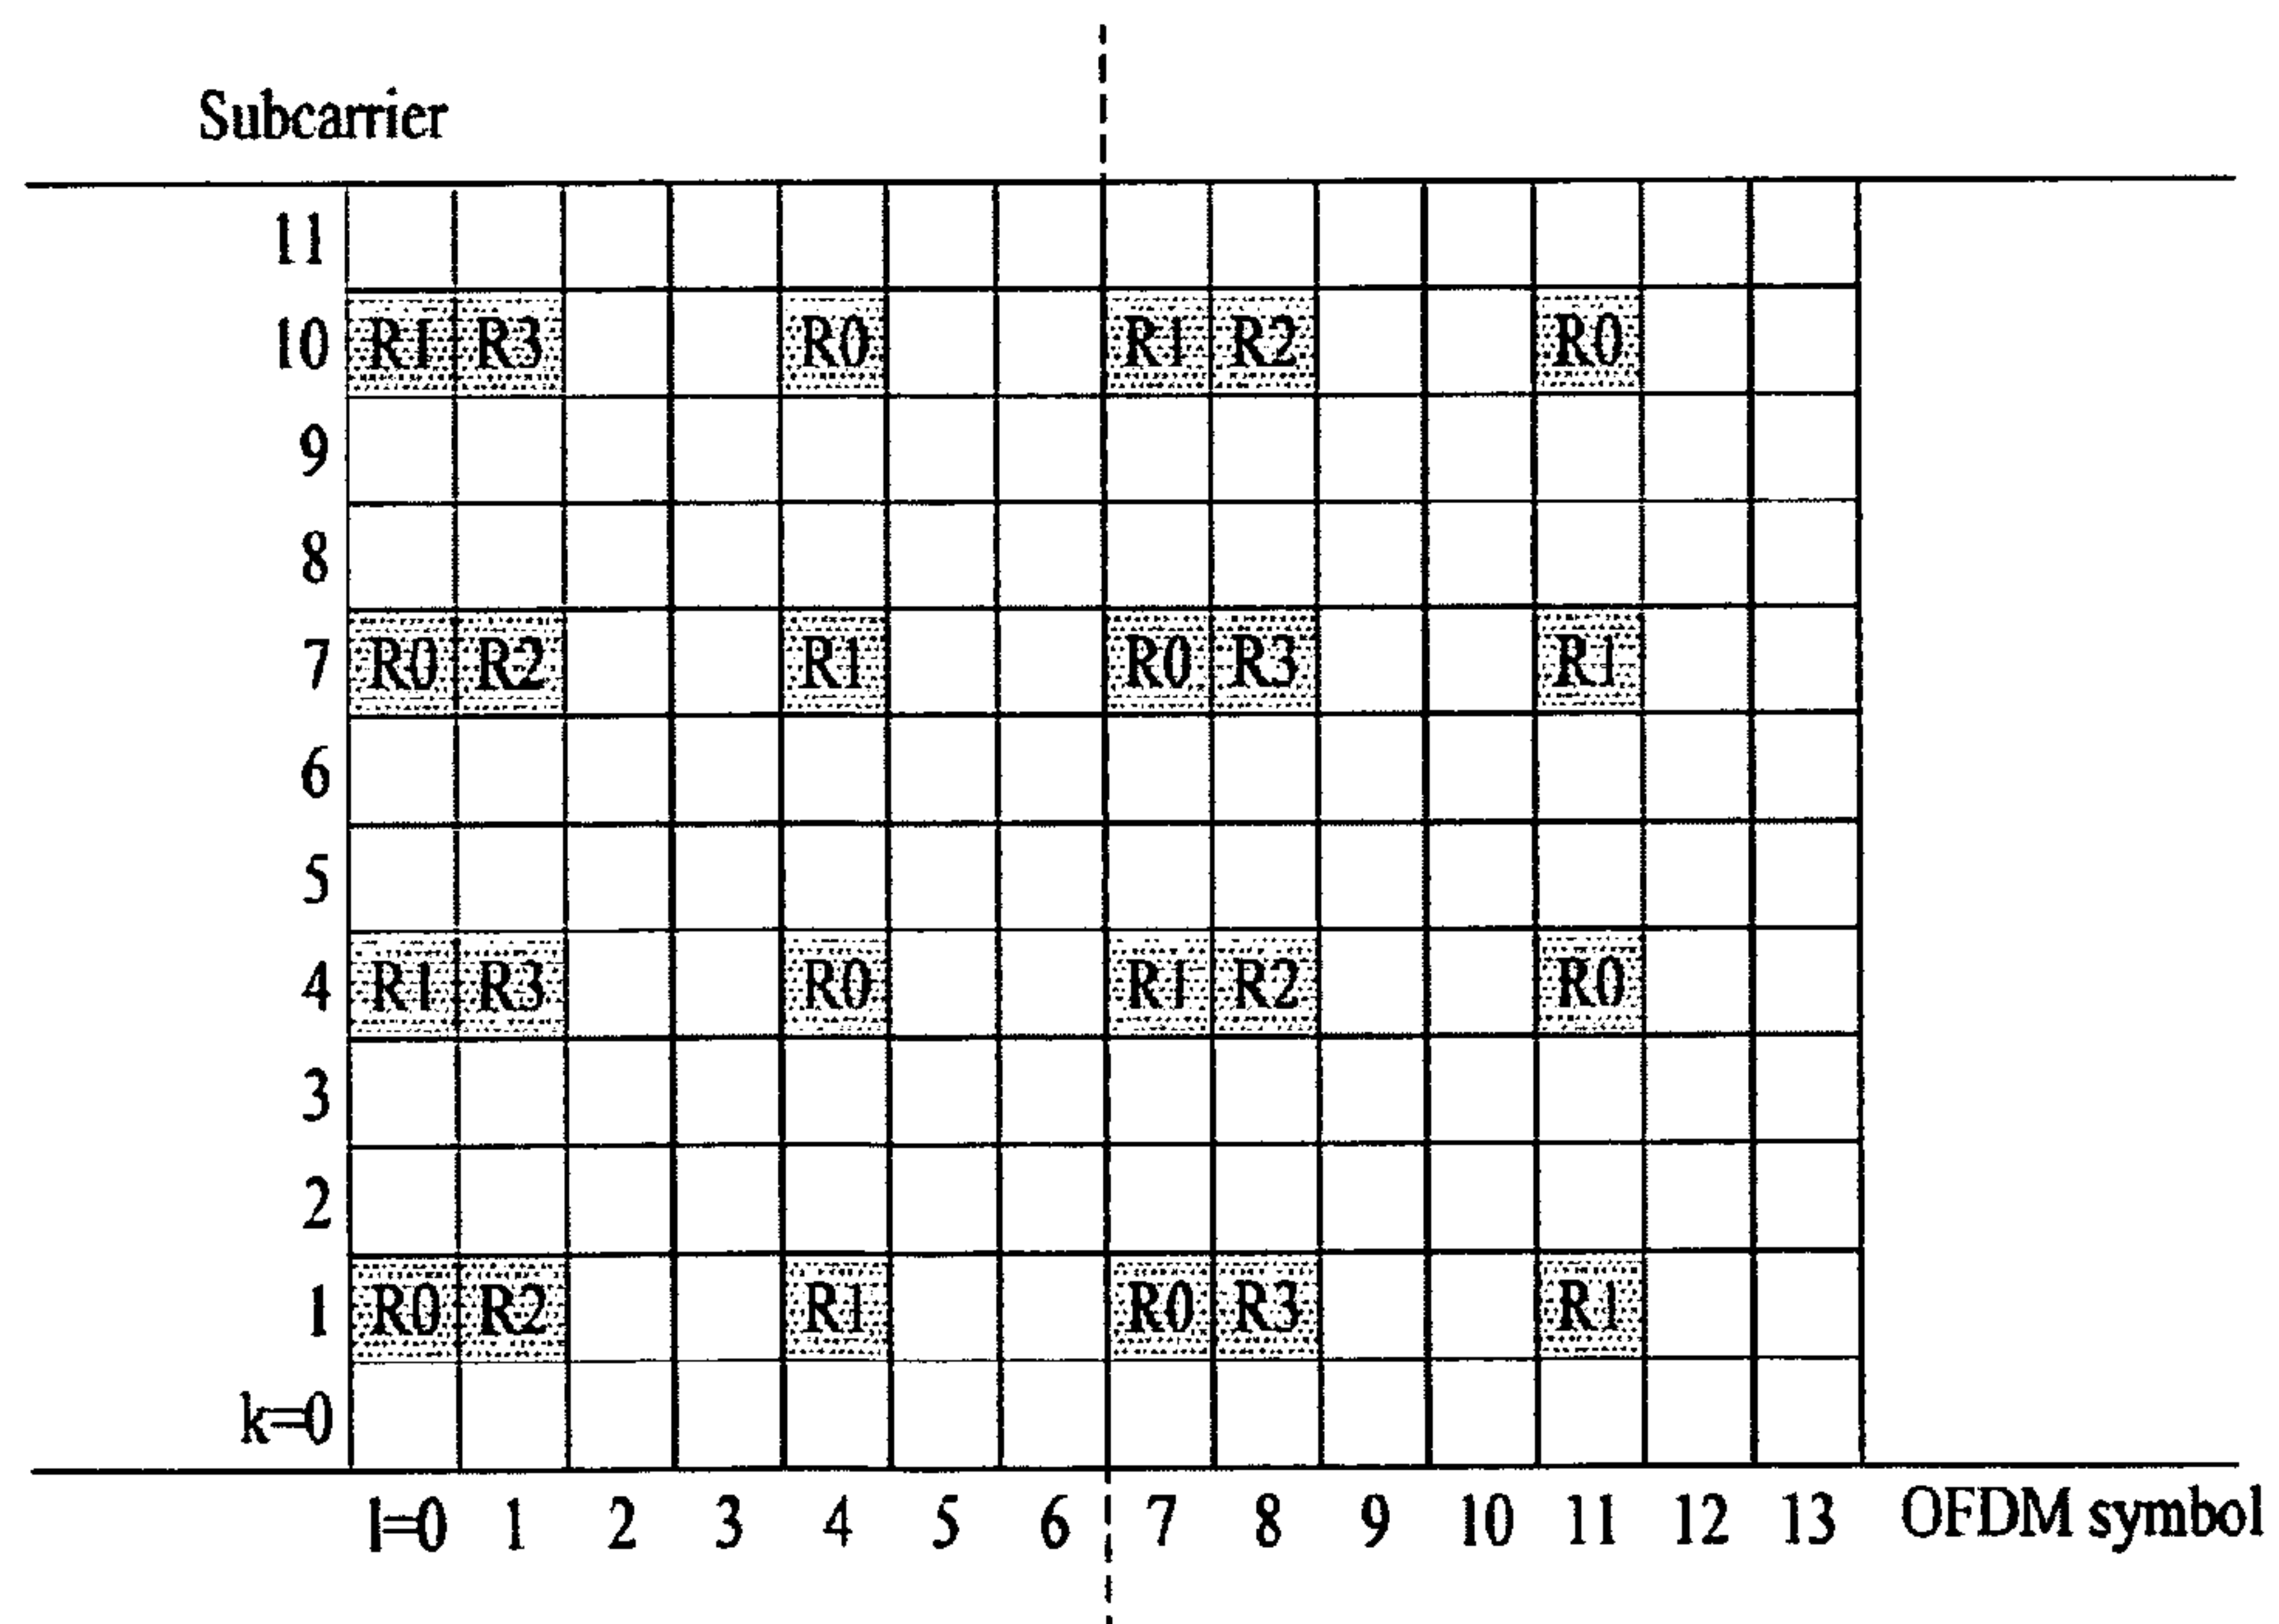 Subcarrier
11
10 R1 R3 R0 R1 R2 R0
9
8
7 R0 R2 R1 R0 R3 R1
6
5
4 R1 R3 R0 R1 R2 R0
3
2
1 R0 R2 R1 R0 R3 R1
k=0
l=0 1 2 3 4 5 6 7 8 9 10 11 12 13 OFDM symbol